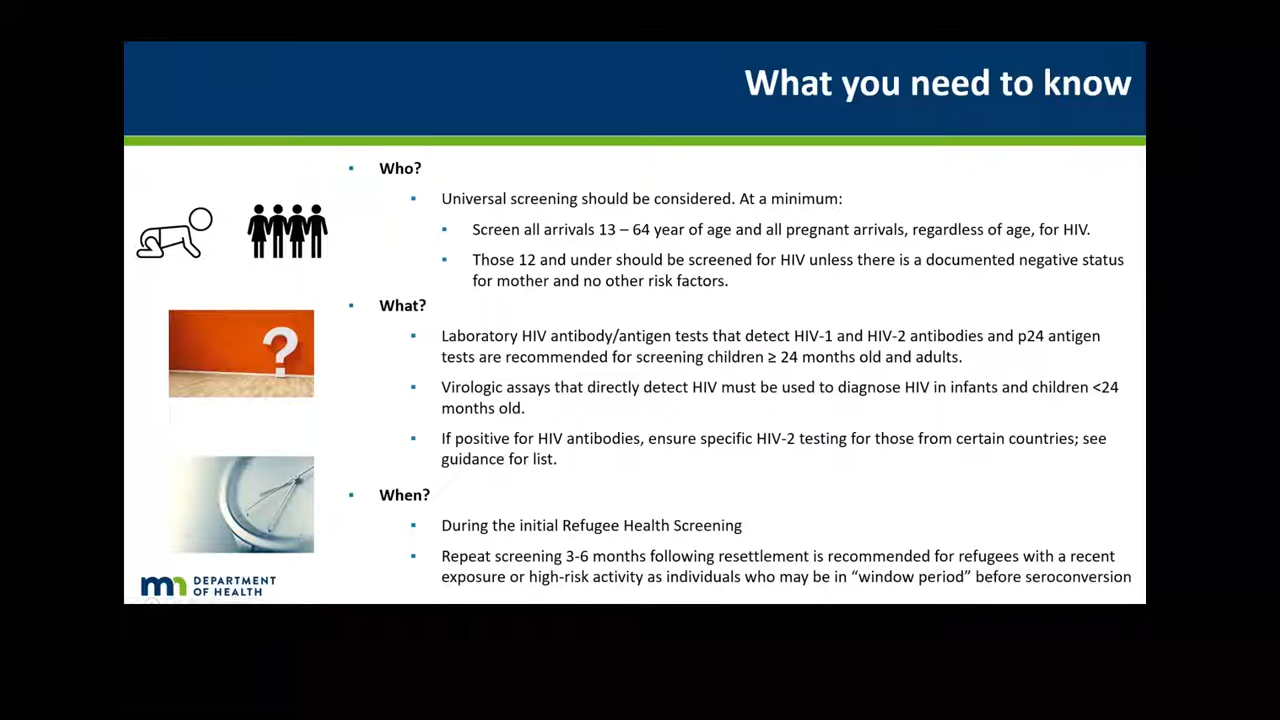 What you need to know
▪ Who?
▪ Universal screening should be considered. At a minimum:
▪ Screen all arrivals 13 – 64 year of age and all pregnant arrivals, regardless of age, for HIV.
▪ Those 12 and under should be screened for HIV unless there is a documented negative status
for mother and no other risk factors.
▪ What?
▪ Laboratory HIV antibody/antigen tests that detect HIV-1 and HIV-2 antibodies and p24 antigen
tests are recommended for screening children ≥ 24 months old and adults.
▪ Virologic assays that directly detect HIV must be used to diagnose HIV in infants and children <24
months old.
▪ If positive for HIV antibodies, ensure specific HIV-2 testing for those from certain countries; see
guidance for list.
▪ When?
▪ During the initial Refugee Health Screening
▪ Repeat screening 3-6 months following resettlement is recommended for refugees with a recent
exposure or high-risk activity as individuals who may be in “window period” before seroconversion
?
mn DEPARTMENT
OF HEALTH